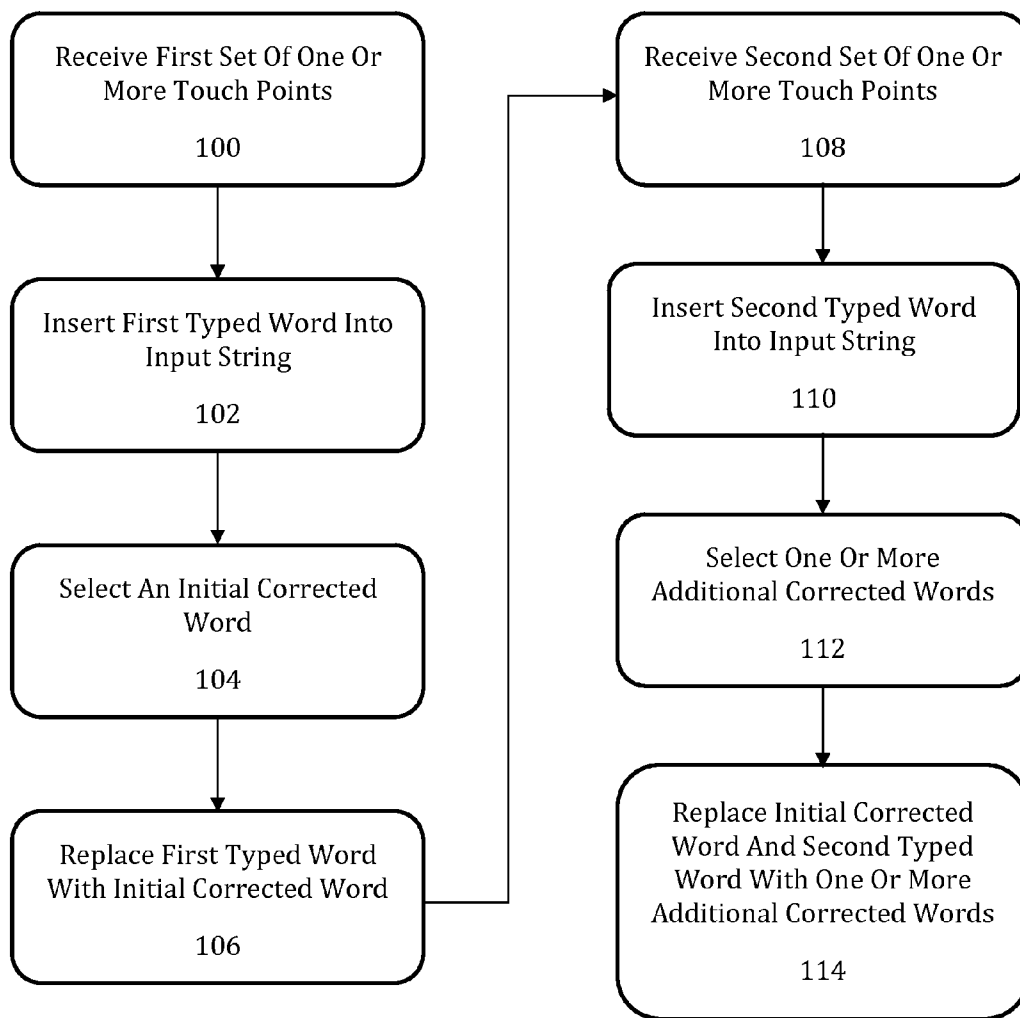 Receive First Set Of One Or
More Touch Points
100
Insert First Typed Word Into
Input String
102
Select An Initial Corrected
Word
104
Replace First Typed Word
With Initial Corrected Word
106
Receive Second Set Of One Or
More Touch Points
108
Insert Second Typed Word
Into Input String
110
Select One Or More
Additional Corrected Words
112
Replace Initial Corrected
Word And Second Typed
Word With One Or More
Additional Corrected Words
114